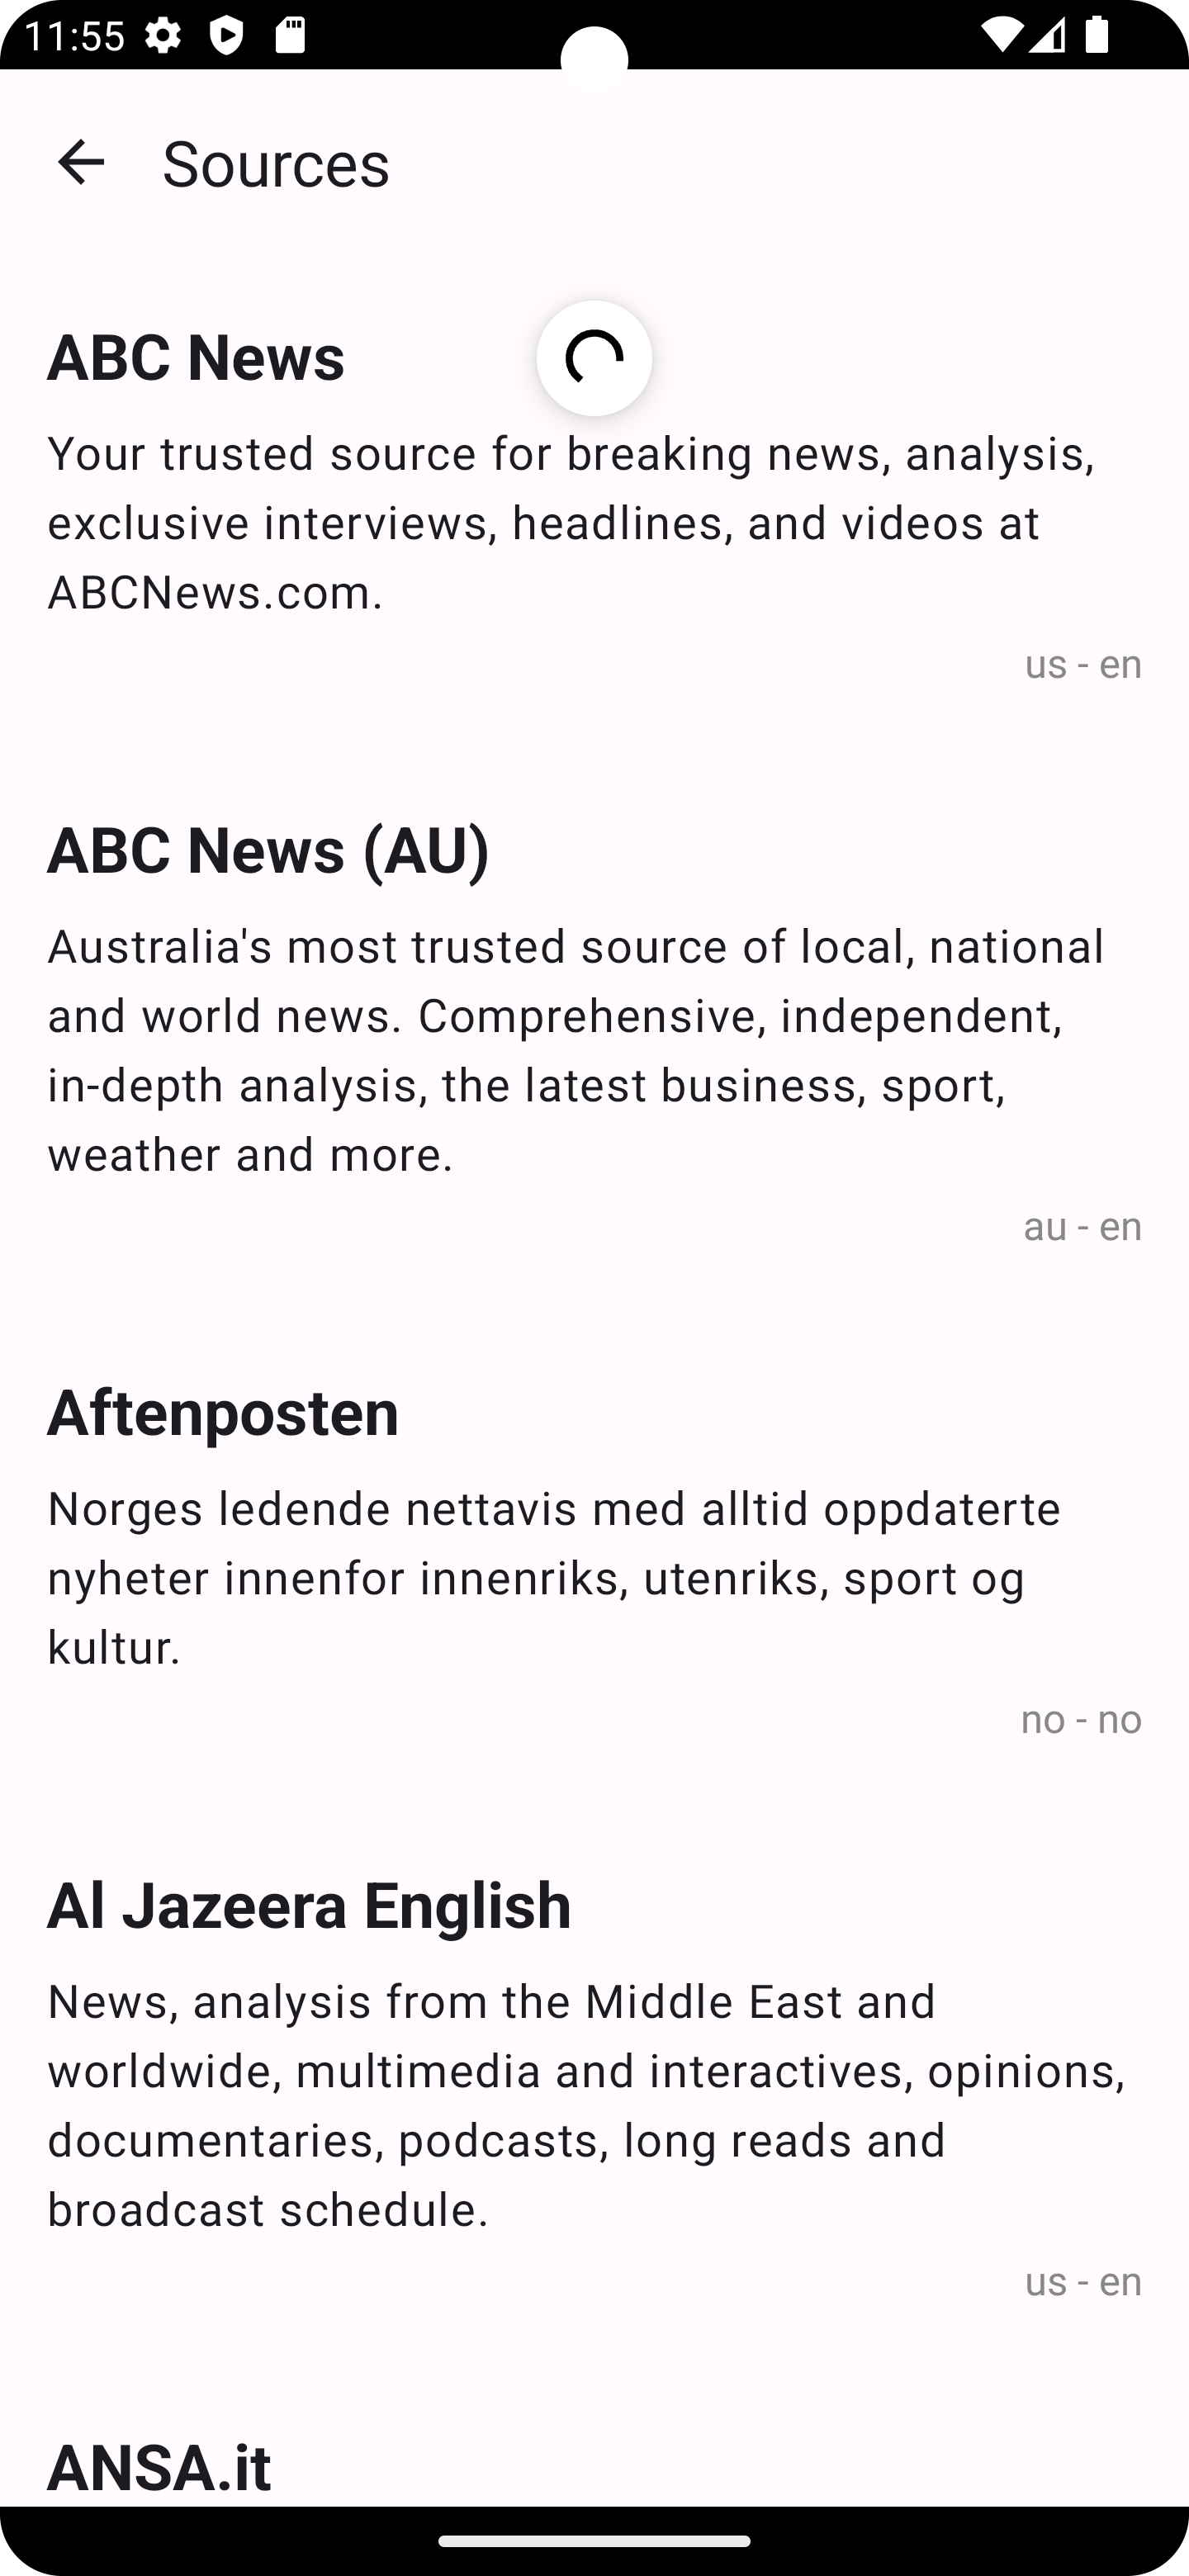 11:55
Sources
ABC News
Your trusted source for breaking news, analysis,
exclusive interviews, headlines, and videos at
ABCNews.com.
us - en
ABC News (AU)
Australia's most trusted source of local, national
and world news. Comprehensive, independent,
in-depth analysis, the latest business, sport,
weather and more.
au - en
Aftenposten
Norges ledende nettavis med alltid oppdaterte
nyheter innenfor innenriks, utenriks, sport og
kultur.
no - no
Al Jazeera English
News, analysis from the Middle East and
worldwide, multimedia and interactives, opinions,
documentaries, podcasts, long reads and
broadcast schedule.
us - en
ANSA.it